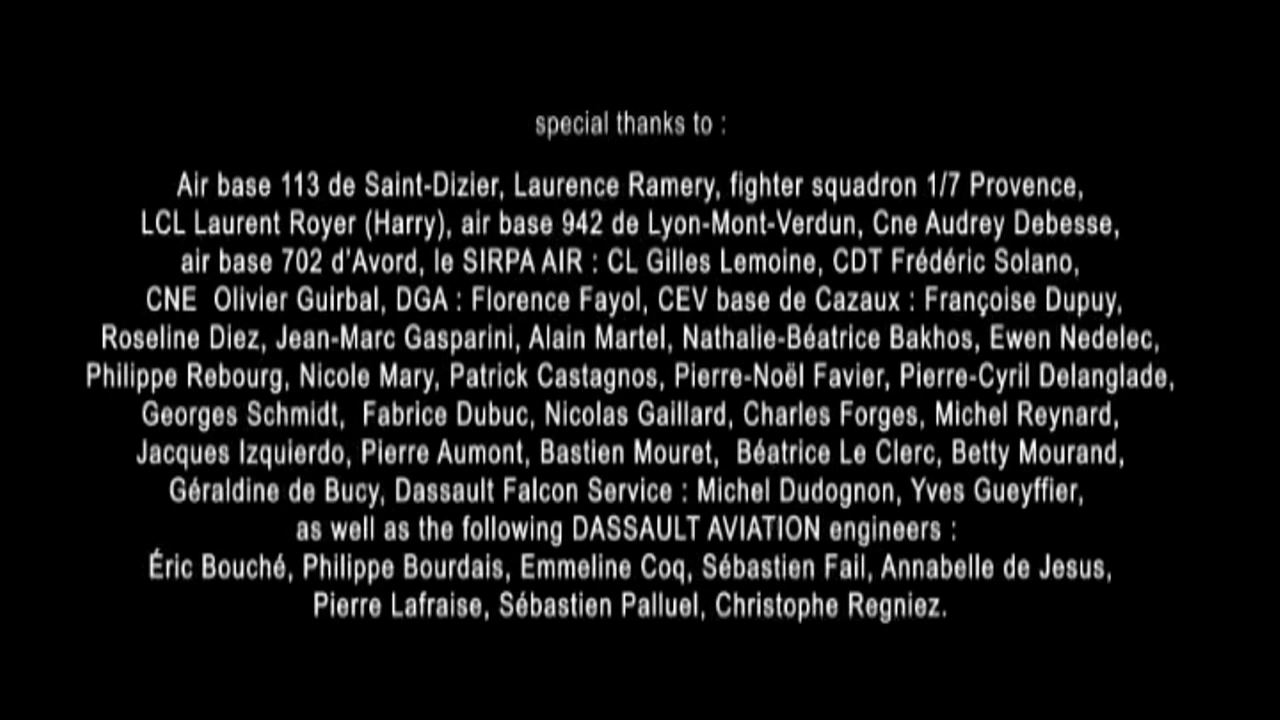 special thanks to :
Air base 113 de Saint-Dizier, Laurence Ramery, fighter squadron 1/7 Provence,
LCL Laurent Royer (Harry), air base 942 de Lyon-Mont-Verdun, Cne Audrey Debesse,
air base 702 d'Avord, le SIRPA AIR : CL Gilles Lemoine, CDT Frédéric Solano,
CNE  Olivier Guirbal, DGA : Florence Fayol, CEV base de Cazaux : Françoise Dupuy,
Roseline Diez, Jean-Marc Gasparini, Alain Martel, Nathalie-Béatrice Bakhos, Ewen Nedelec,
Philippe Rebourg, Nicole Mary, Patrick Castagnos, Pierre-Noël Favier, Pierre-Cyril Delanglade,
Georges Schmidt,  Fabrice Dubuc, Nicolas Gaillard, Charles Forges, Michel Reynard,
Jacques Izquierdo, Pierre Aumont, Bastien Mouret,  Béatrice Le Clerc, Betty Mourand,
Géraldine de Bucy, Dassault Falcon Service : Michel Dudognon, Yves Gueyffier,
as well as the following DASSAULT AVIATION engineers :
Éric Bouché, Philippe Bourdais, Emmeline Coq, Sébastien Fail, Annabelle de Jesus,
Pierre Lafraise, Sébastien Palluel, Christophe Regniez.